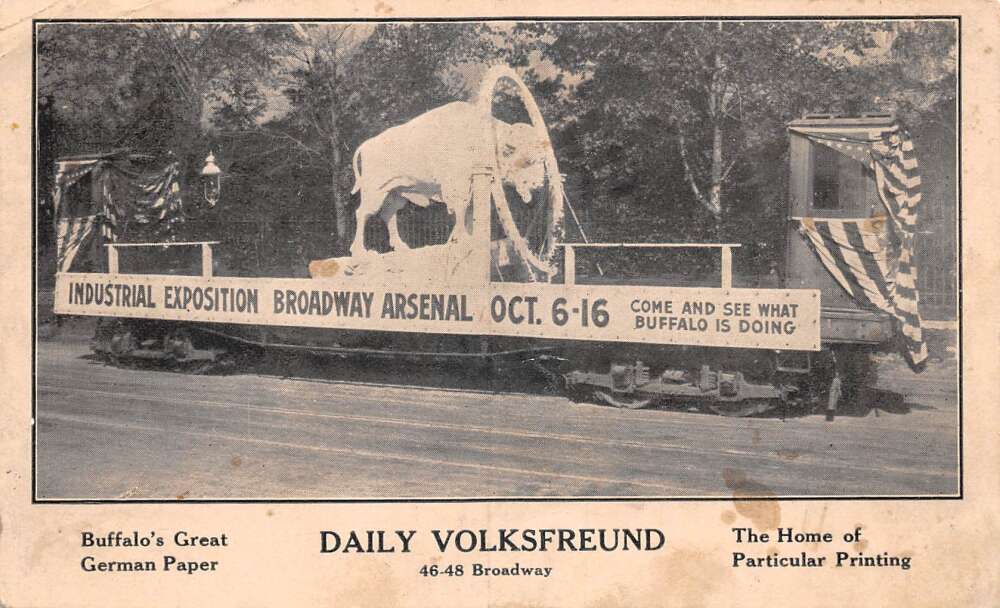 INDUSTRIAL EXPOSITION BROADWAY ARSENAL OCT. 6-16 COME AND SEE WHAT
BUFFALO IS DOING
Buffalo's Great
German Paper
DAILY VOLKSFREUND
46-48 Broadway
The Home of
Particular Printing